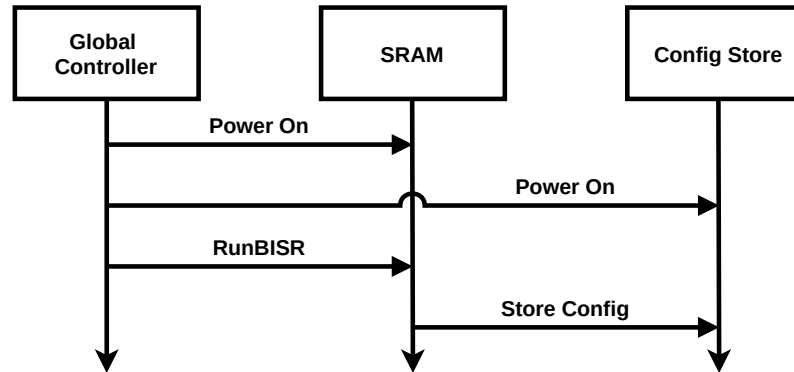 Global
Controller
SRAM
Config Store
Power On
Power On
RunBISR
Store Config